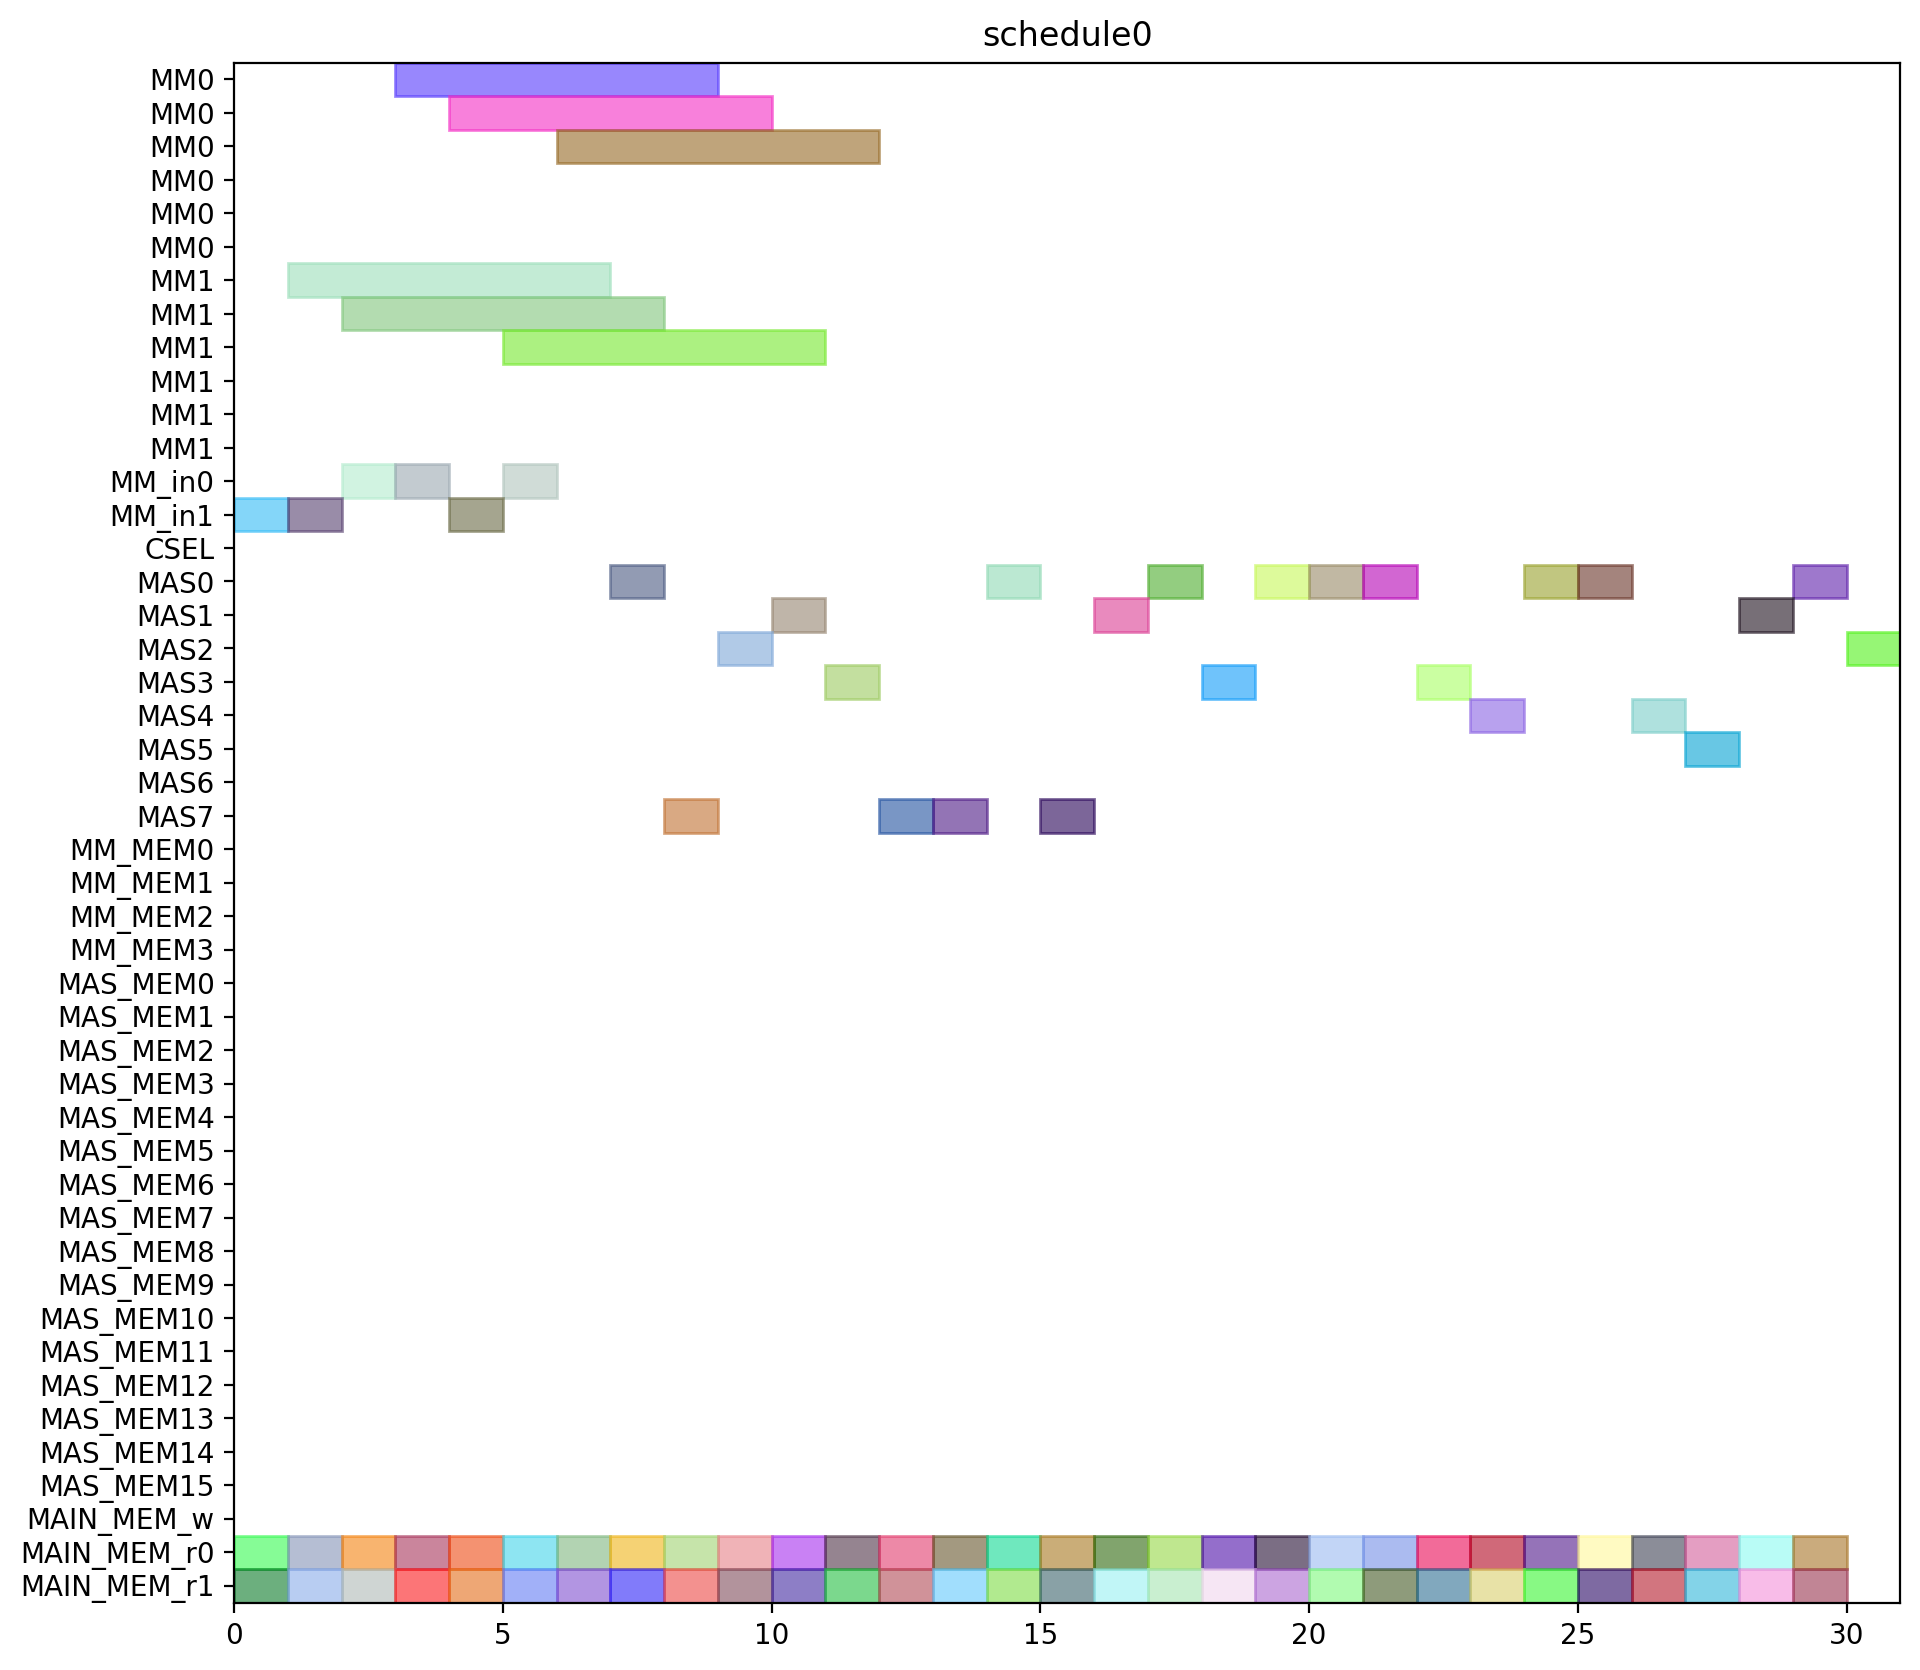 schedule0
MM0
MM0
MM0
MM0
MM0
MM0
MM1
MM1
MM1
MM1
MM1
MM1
MM_in0
MM_in1
CSEL
MAS0
MAS1
MAS2
MAS3
MAS4
MAS5
MAS6
MAS7
MM_MEM0
MM_MEM1
MM_MEM2
MM_MEM3
MAS_MEM0
MAS_MEM1
MAS_MEM2
MAS_MEM3
MAS_MEM4
MAS_MEM5
MAS_MEM6
MAS_MEM7
MAS_MEM8
MAS_MEM9
MAS_MEM10
MAS_MEM11
MAS_MEM12
MAS_MEM13
MAS_MEM14
MAS_MEM15
MAIN_MEM_w
MAIN_MEM_r0
MAIN_MEM_r1
0 5 10 15 20 25 30